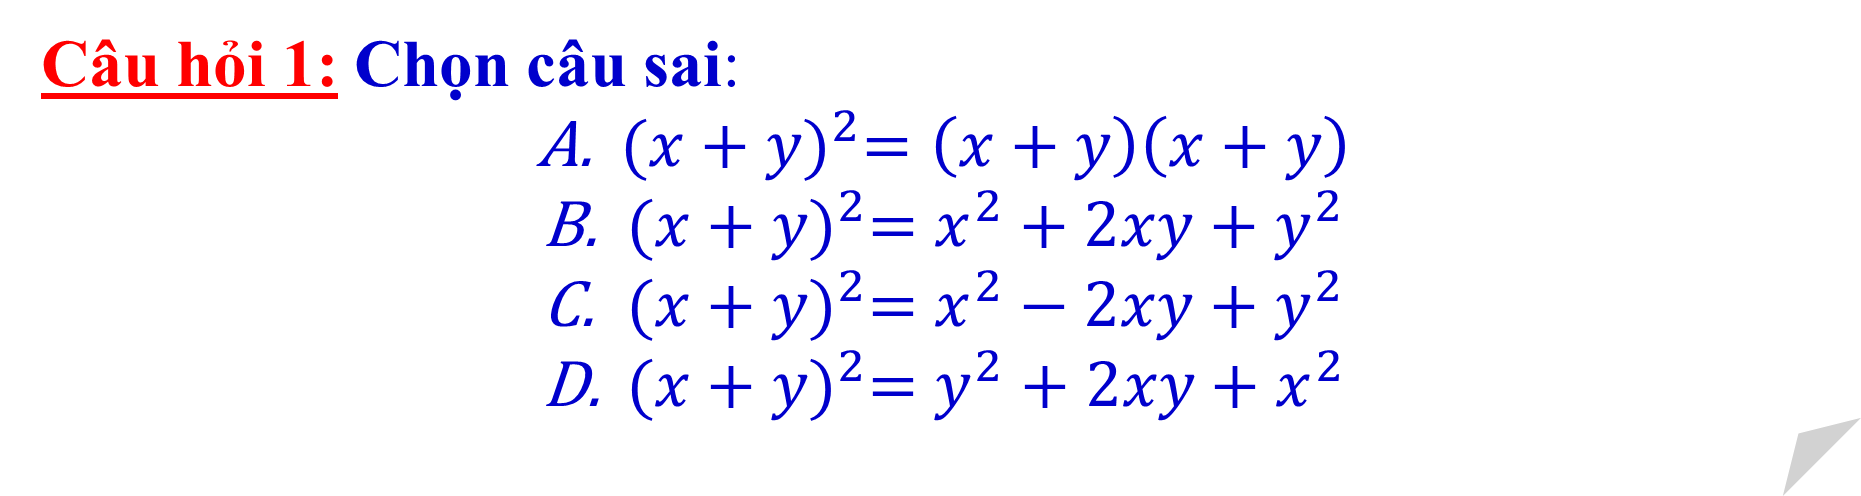 Câu hỏi 1: Chọn câu sai:
A. (x + y)²= (x + y)(x + y)
B. (x + y)²= x² + 2xy + y²
C. (x + y)²= x² − 2xy + y²
D. (x + y)²= y² + 2xy + x²